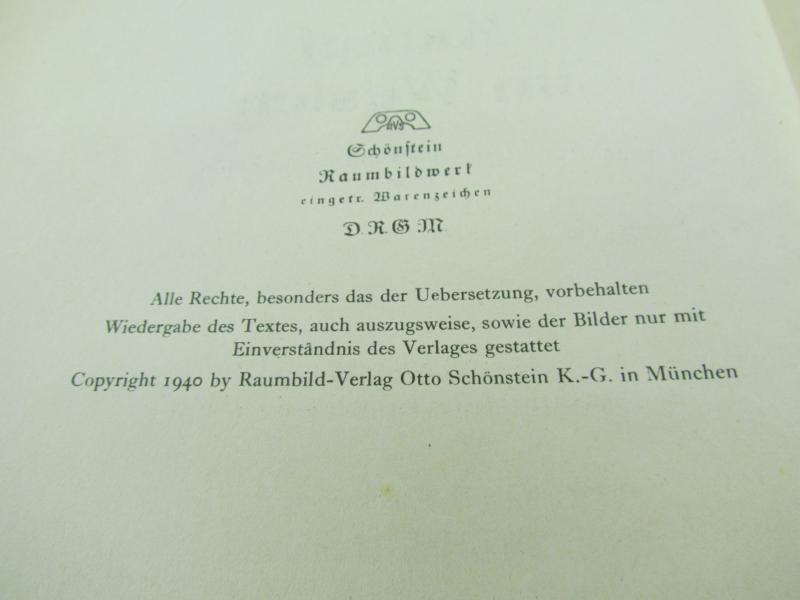 RVS
Schönstein
Raumbildwerk
eingetr. Warenzeichen
D. R. G M
Alle Rechte, besonders das der Uebersetzung, vorbehalten
Wiedergabe des Textes, auch auszugsweise, sowie der Bilder nur mit
Einverständnis des Verlages gestattet
Copyright 1940 by Raumbild-Verlag Otto Schönstein K.-G. in München